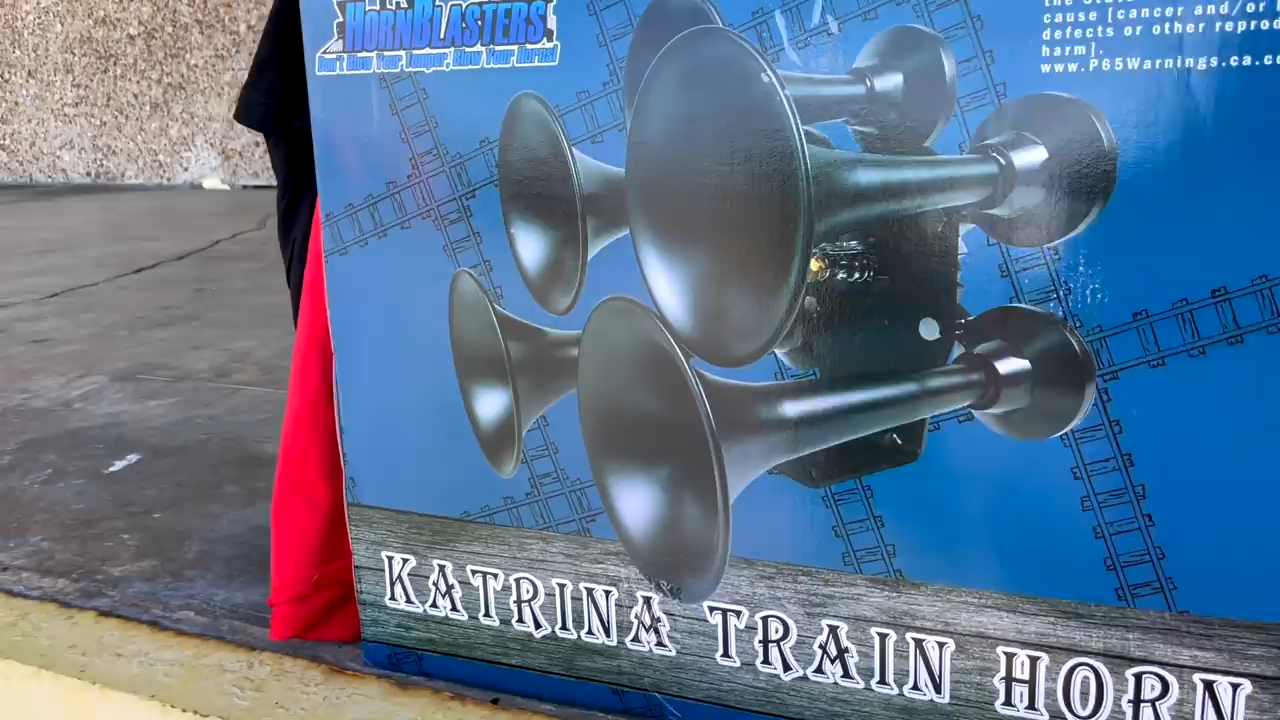 HORNBLASTERS
Don't Blow Your Temper, Blow Your Horns!
cause [cancer and/or
defects or other reprod
harm].
www.P65Warnings.ca.co
KATRINA TRAIN HORN